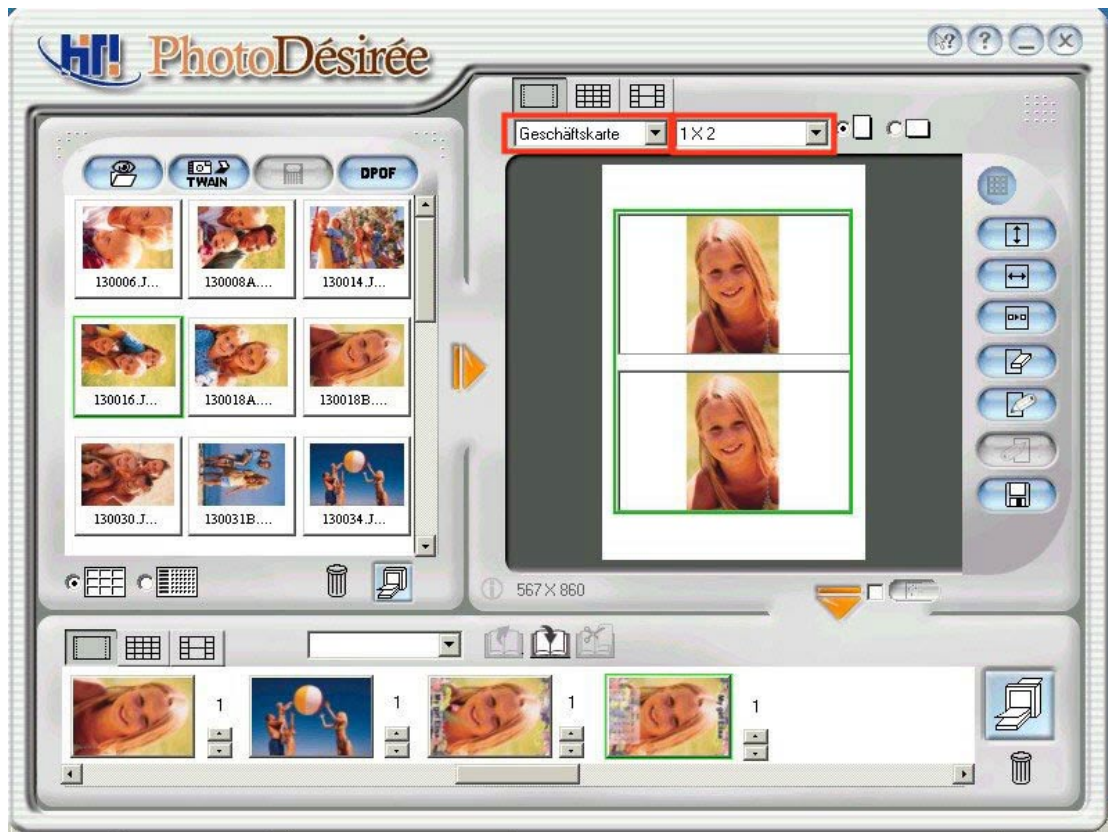 HiTi PhotoDésirée
?
? X
Geschäftskarte
1 X 2
TWAIN
DPOF
130006.J...
130008A....
130014.J...
130016.J...
130018A....
130018B....
130030.J...
130031B....
130034.J...
567 X 860
1
1
1
1